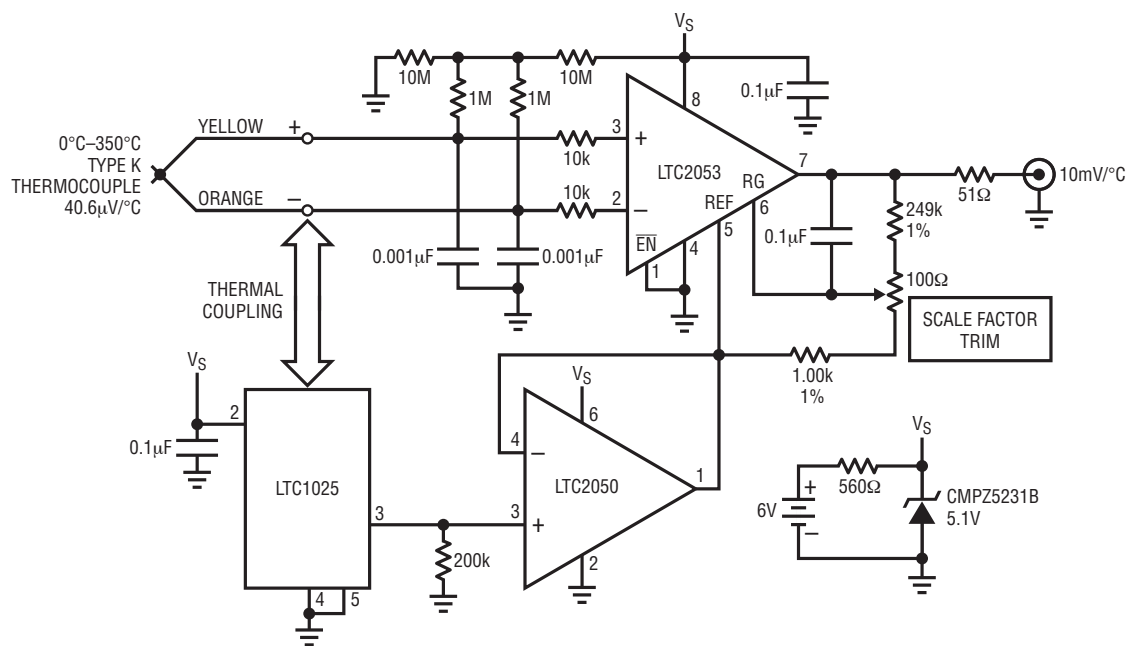 V_S
10M
10M
1M
1M
0.1µF
8
YELLOW
+
0°C–350°C
TYPE K
THERMOCOUPLE
40.6µV/°C
ORANGE
–
10k
10k
3
+
2
–
LTC2053
RG
REF
EN
1
4
5
6
7
51Ω
10mV/°C
0.1µF
249k
1%
100Ω
SCALE FACTOR
TRIM
0.001µF
0.001µF
THERMAL
COUPLING
1.00k
1%
V_S
2
0.1µF
LTC1025
3
4
5
200k
V_S
6
4
–
LTC2050
1
3
+
2
V_S
+
560Ω
6V
–
CMPZ5231B
5.1V